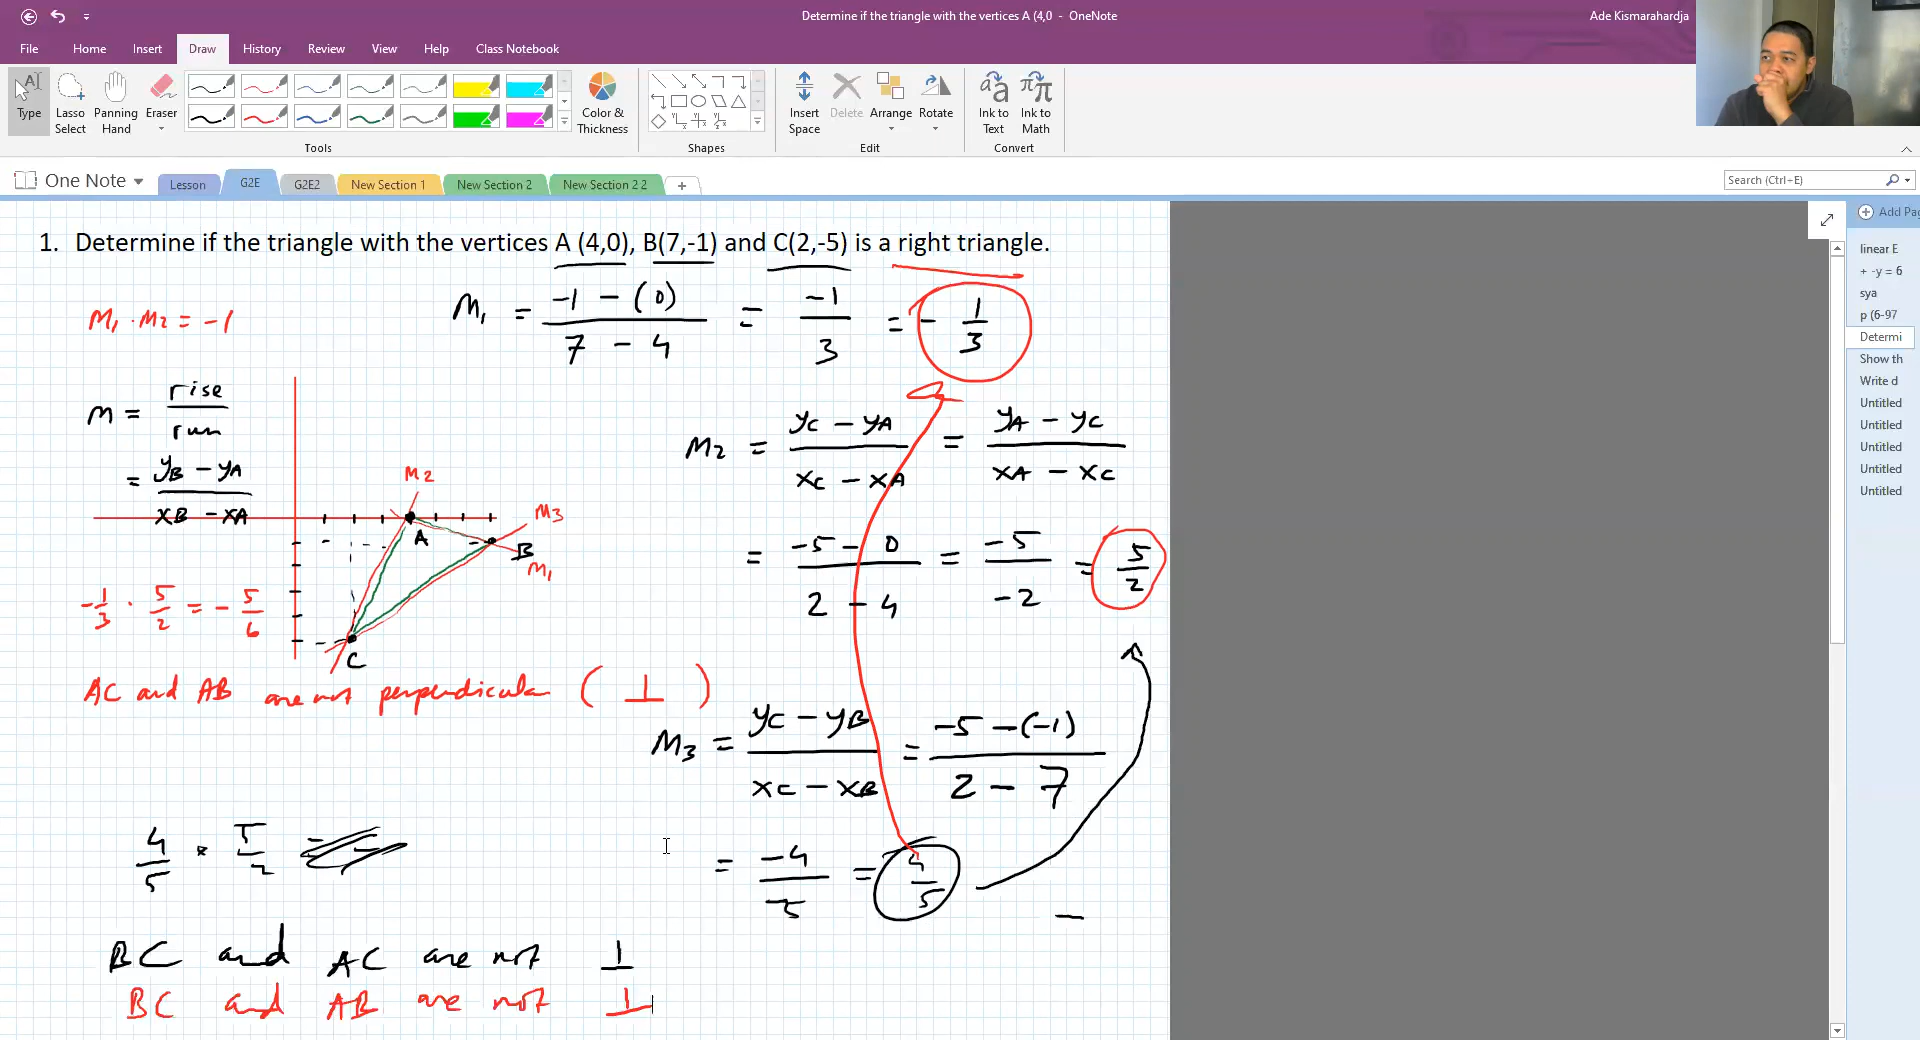 Determine if the triangle with the vertices A (4,0 - OneNote
Ade Kismarahardja
File Home Insert Draw History Review View Help Class Notebook
Type
Lasso Select
Panning Hand
Eraser
Color & Thickness
Insert Space
Delete
Arrange
Rotate
Ink to Text
Ink to Math
Tools
Shapes
Edit
Convert
One Note
Lesson G2E G2E2 New Section 1 New Section 2 New Section 2 2
Search (Ctrl+E)
Add Pag
linear E
+ -y = 6
sya
p (6-97
Determi
Show th
Write d
Untitled
Untitled
Untitled
Untitled
Untitled
1. Determine if the triangle with the vertices A (4,0), B(7,-1) and C(2,-5) is a right triangle.
M₁ · M₂ = -1
M₁ = (-1 - (0))/(7 - 4) = -1/3 = - 1/3
M = rise/run
= (yB - yA)/(xB - xA)
M₂ = (yC - yA)/(xC - xA) = (yA - yC)/(xA - xC)
= (-5 - 0)/(2 - 4) = -5/-2 = 5/2
M2
M3
A
B
M₁
C
-1/3 · 5/2 = - 5/6
AC and AB are not perpendicular ( ⊥ )
M₃ = (yC - yB)/(xC - xB) = (-5 - (-1))/(2 - 7)
= -4/-5 = 4/5
4/5 · 5/2
BC and AC are not ⊥
BC and AB are not ⊥